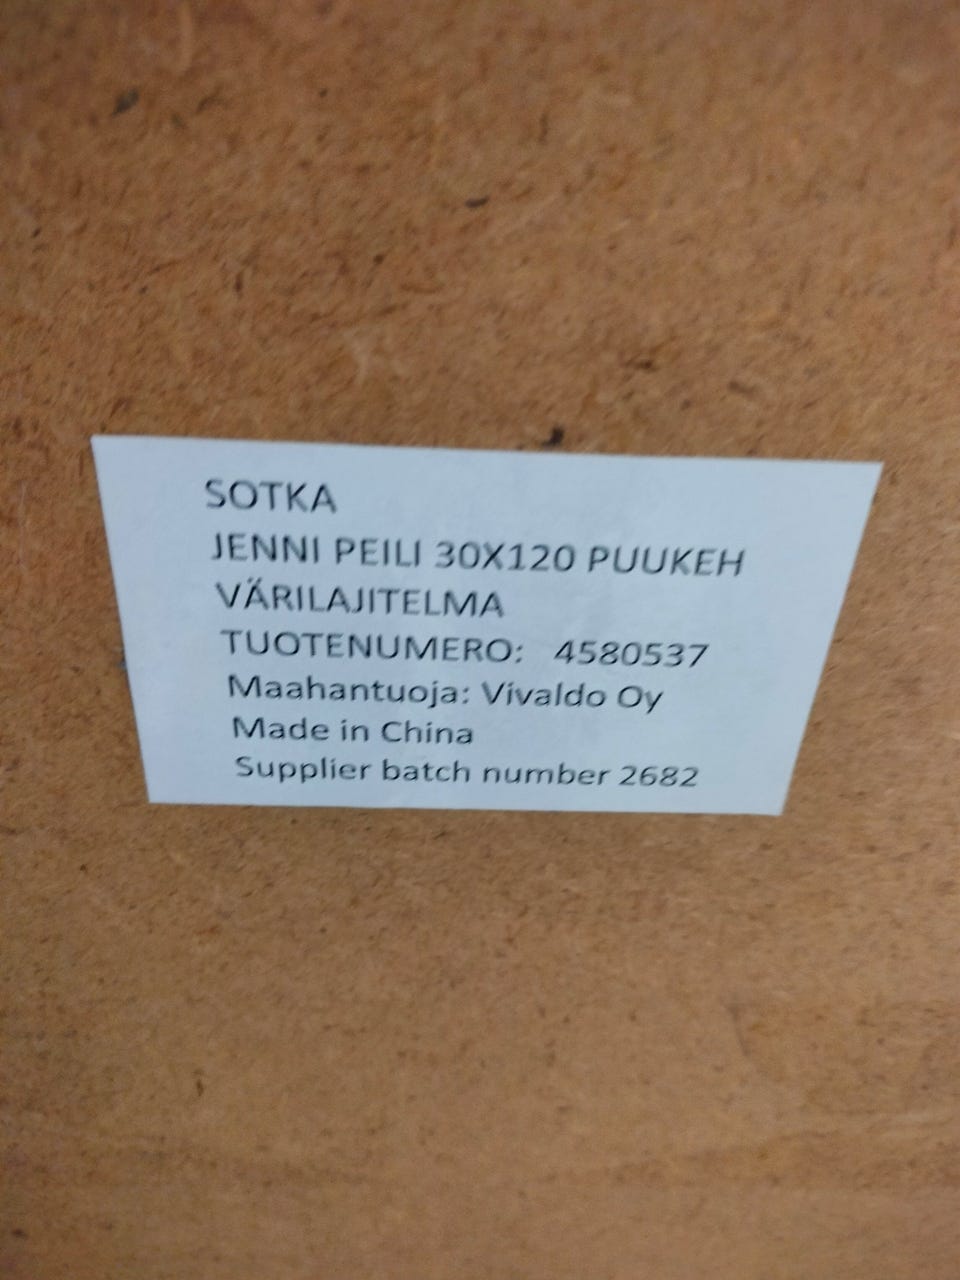 SOTKA
JENNI PEILI 30X120 PUUKEH
VÄRILAJITELMA
TUOTENUMERO: 4580537
Maahantuoja: Vivaldo Oy
Made in China
Supplier batch number 2682